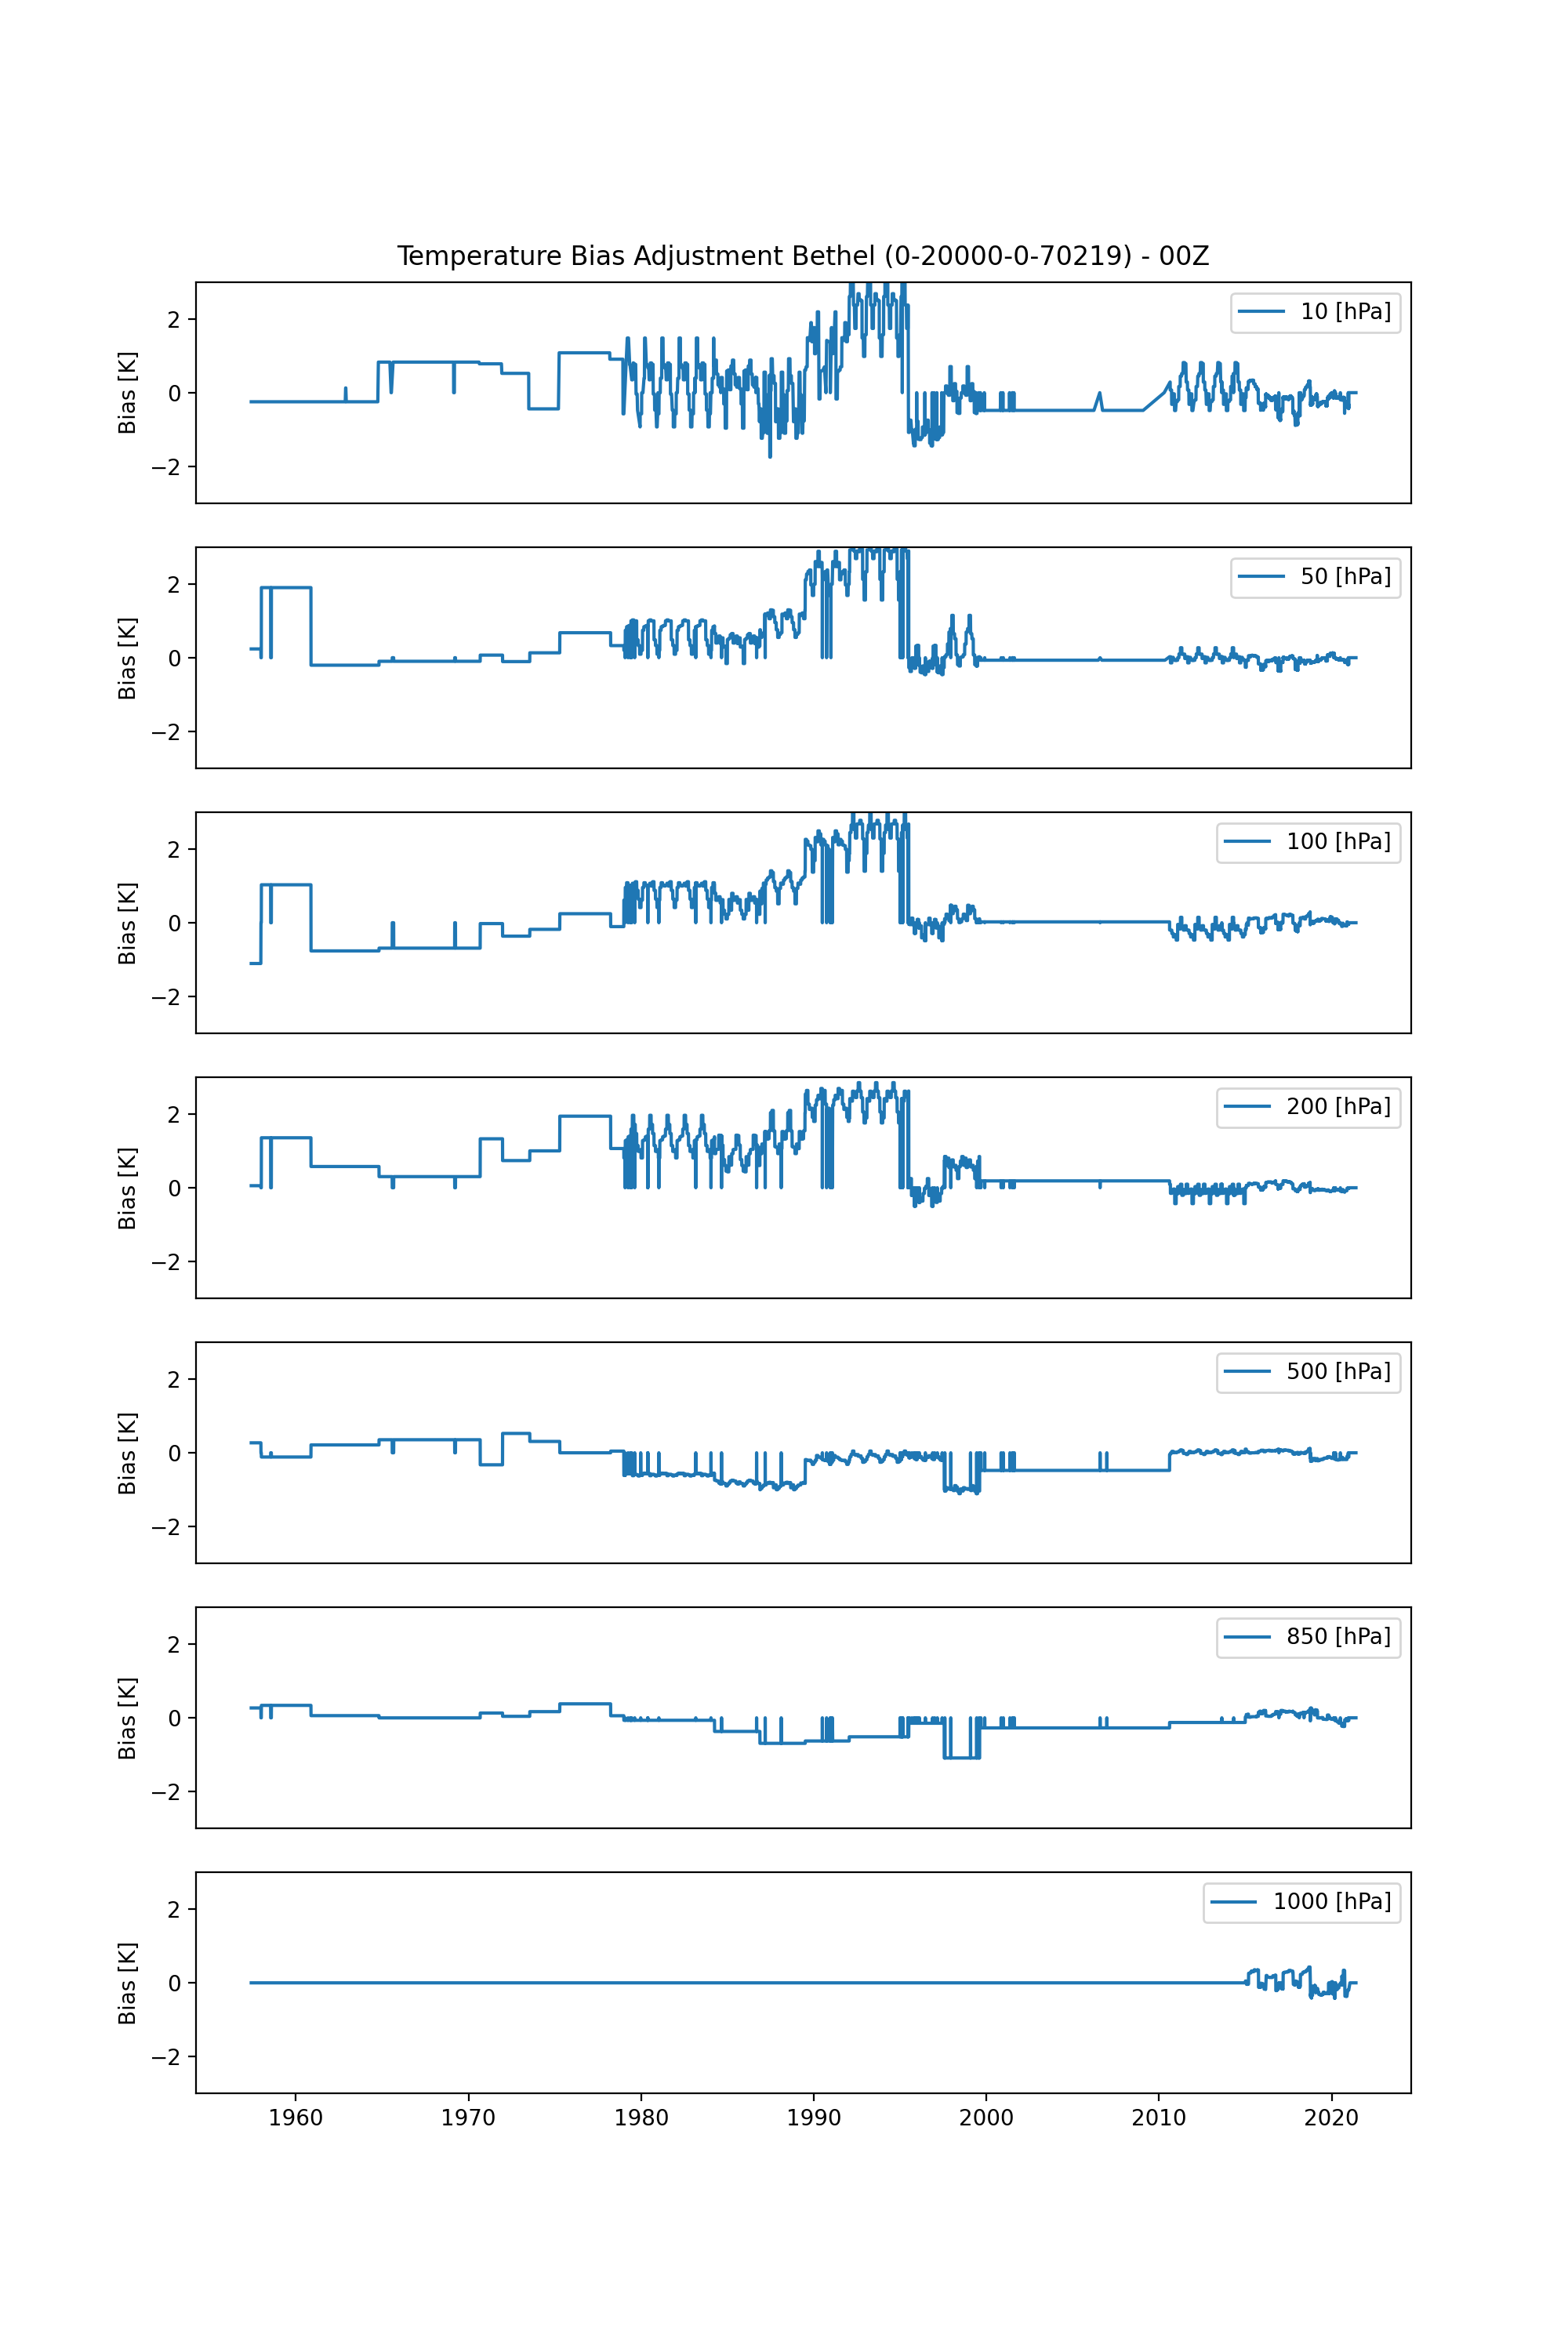 Temperature Bias Adjustment Bethel (0-20000-0-70219) - 00Z
10 [hPa]
2
0
−2
Bias [K]
50 [hPa]
2
0
−2
Bias [K]
100 [hPa]
2
0
−2
Bias [K]
200 [hPa]
2
0
−2
Bias [K]
500 [hPa]
2
0
−2
Bias [K]
850 [hPa]
2
0
−2
Bias [K]
1000 [hPa]
2
0
−2
Bias [K]
1960 1970 1980 1990 2000 2010 2020